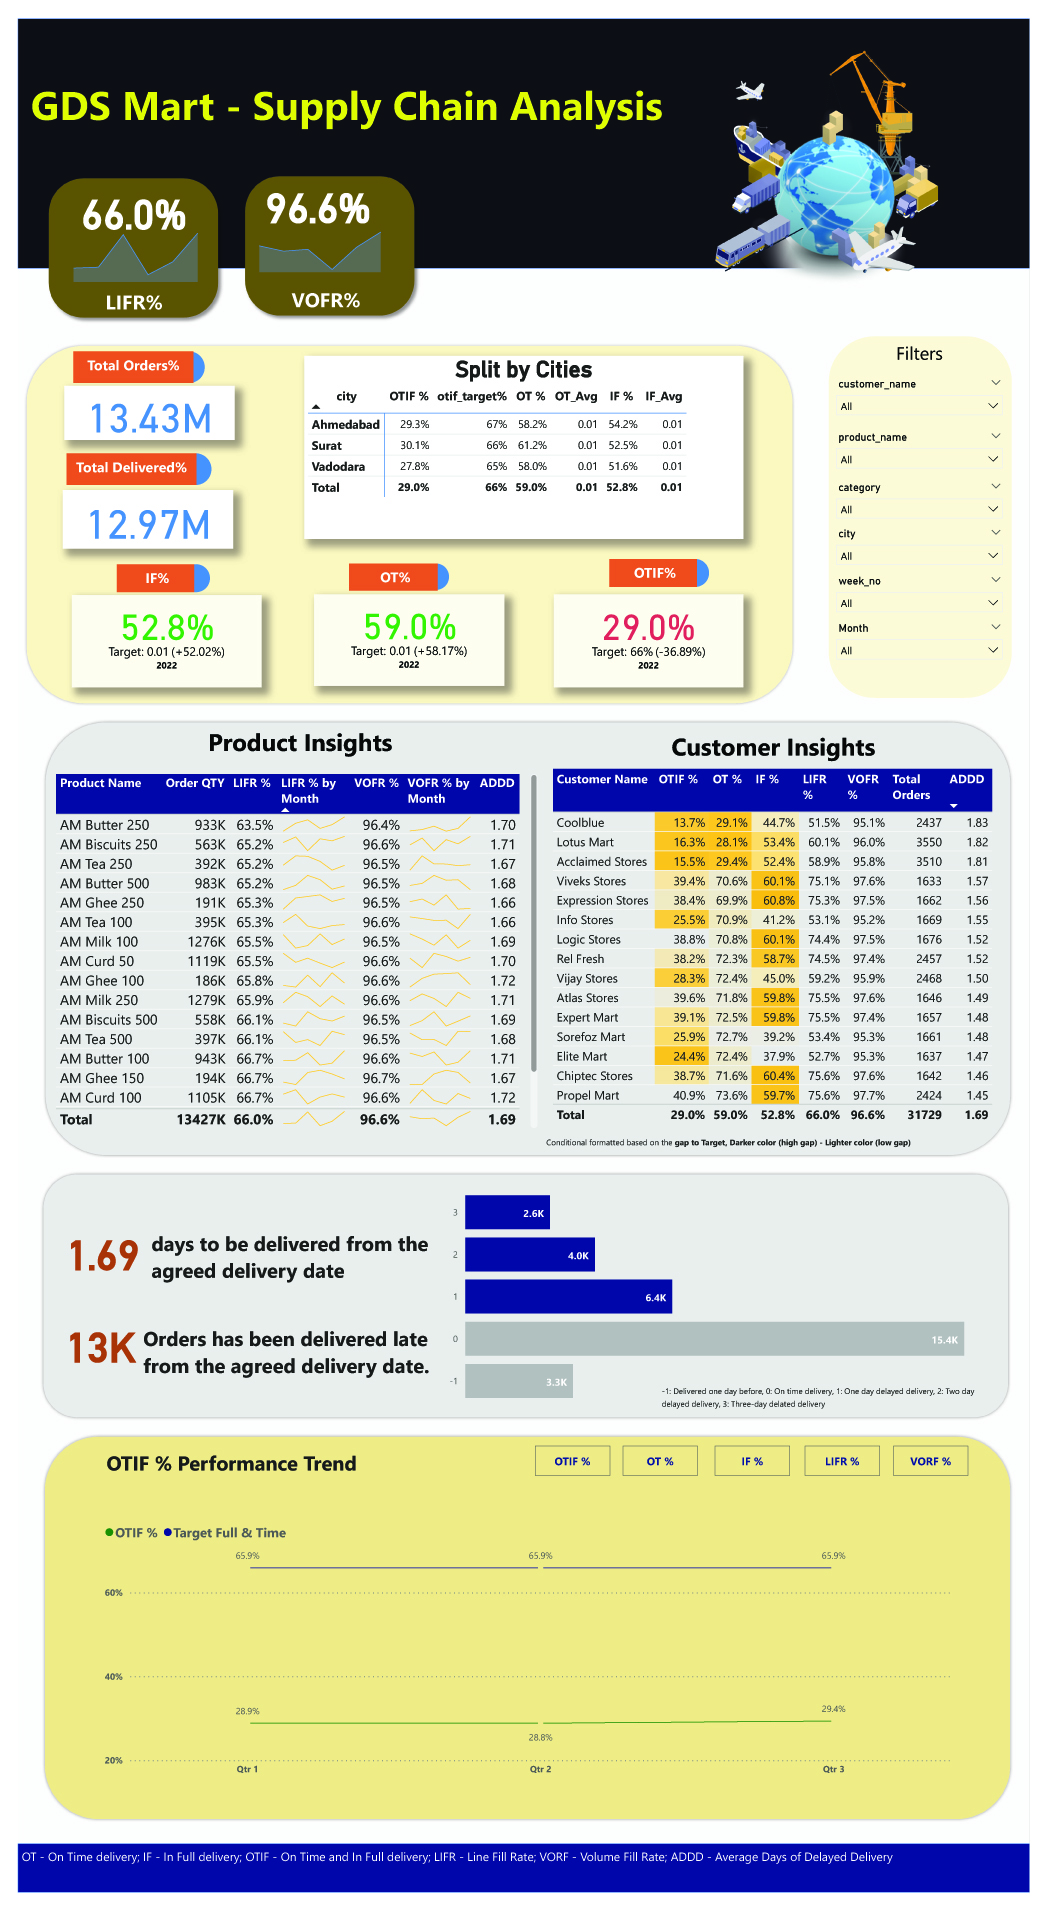 GDS Mart - Supply Chain Analysis
66.0%
LIFR%
96.6%
VOFR%
Total Orders%
13.43M
Total Delivered%
12.97M
Split by Cities
city OTIF % otif_target% OT % OT_Avg IF % IF_Avg
Ahmedabad 29.3% 67% 58.2% 0.01 54.2% 0.01
Surat 30.1% 66% 61.2% 0.01 52.5% 0.01
Vadodara 27.8% 65% 58.0% 0.01 51.6% 0.01
Total 29.0% 66% 59.0% 0.01 52.8% 0.01
IF%
52.8%
Target: 0.01 (+52.02%)
2022
OT%
59.0%
Target: 0.01 (+58.17%)
2022
OTIF%
29.0%
Target: 66% (-36.89%)
2022
Filters
customer_name
All
product_name
All
category
All
city
All
week_no
All
Month
All
Product Insights
Product Name Order QTY LIFR % LIFR % by Month VOFR % VOFR % by Month ADDD
AM Butter 250 933K 63.5% 96.4% 1.70
AM Biscuits 250 563K 65.2% 96.5% 1.71
AM Tea 250 392K 65.2% 96.5% 1.67
AM Butter 500 983K 65.2% 96.5% 1.68
AM Ghee 250 191K 65.3% 96.5% 1.66
AM Tea 100 395K 65.3% 96.6% 1.66
AM Milk 100 1276K 65.5% 96.5% 1.69
AM Curd 50 1119K 65.5% 96.6% 1.70
AM Ghee 100 186K 65.8% 96.6% 1.72
AM Milk 250 1279K 65.9% 96.6% 1.71
AM Biscuits 500 558K 66.1% 96.5% 1.69
AM Tea 500 397K 66.1% 96.5% 1.68
AM Butter 100 943K 66.7% 96.6% 1.71
AM Ghee 150 194K 66.7% 96.7% 1.67
AM Curd 100 1105K 66.7% 96.6% 1.72
Total 13427K 66.0% 96.6% 1.69
Customer Insights
Customer Name OTIF % OT % IF % LIFR % VOFR % Total Orders ADDD
Coolblue 13.7% 29.1% 44.7% 51.5% 95.1% 2437 1.83
Lotus Mart 16.3% 28.1% 53.4% 60.1% 96.0% 3550 1.82
Acclaimed Stores 15.5% 29.4% 52.4% 58.9% 95.8% 3510 1.81
Viveks Stores 39.4% 70.6% 60.1% 75.1% 97.6% 1633 1.57
Expression Stores 38.4% 69.9% 60.8% 75.3% 97.5% 1662 1.56
Info Stores 25.5% 70.9% 41.2% 53.1% 95.2% 1669 1.55
Logic Stores 38.8% 70.8% 60.1% 74.4% 97.5% 1676 1.52
Rel Fresh 38.2% 72.3% 58.7% 74.5% 97.4% 2457 1.52
Vijay Stores 28.3% 72.4% 45.0% 59.2% 95.9% 2468 1.50
Atlas Stores 39.6% 71.8% 59.8% 75.5% 97.6% 1646 1.49
Expert Mart 39.1% 72.5% 59.8% 75.5% 97.4% 1657 1.48
Sorefoz Mart 25.9% 72.7% 39.2% 53.4% 95.3% 1661 1.48
Elite Mart 24.4% 72.4% 37.9% 52.7% 95.3% 1637 1.47
Chiptec Stores 38.7% 71.6% 60.4% 75.6% 97.6% 1642 1.46
Propel Mart 40.9% 73.6% 59.7% 75.6% 97.7% 2424 1.45
Total 29.0% 59.0% 52.8% 66.0% 96.6% 31729 1.69
Conditional formatted based on the gap to Target, Darker color (high gap) - Lighter color (low gap)
1.69 days to be delivered from the
agreed delivery date
13K Orders has been delivered late
from the agreed delivery date.
3 2.6K
2 4.0K
1 6.4K
0 15.4K
-1 3.3K
-1: Delivered one day before, 0: On time delivery, 1: One day delayed delivery, 2: Two day
delayed delivery, 3: Three-day delated delivery
OTIF % Performance Trend
OTIF % OT % IF % LIFR % VORF %
OTIF % Target Full & Time
65.9% 65.9% 65.9%
60%
40%
28.9% 28.8% 29.4%
20%
Qtr 1 Qtr 2 Qtr 3
OT - On Time delivery; IF - In Full delivery; OTIF - On Time and In Full delivery; LIFR - Line Fill Rate; VORF - Volume Fill Rate; ADDD - Average Days of Delayed Delivery